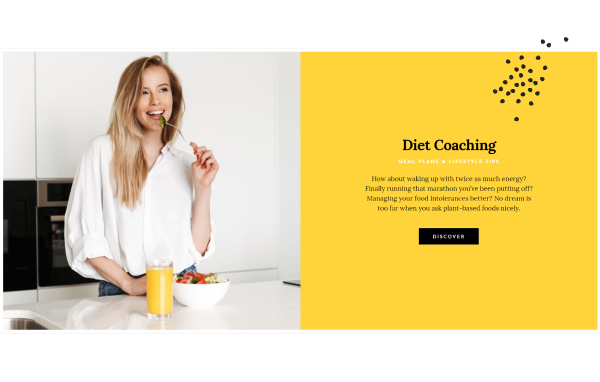 Diet Coaching
MEAL PLANS & LIFESTYLE TIPS
How about waking up with twice as much energy?
Finally running that marathon you've been putting off?
Managing your food intolerances better? No dream is
too far when you ask plant-based foods nicely.
DISCOVER